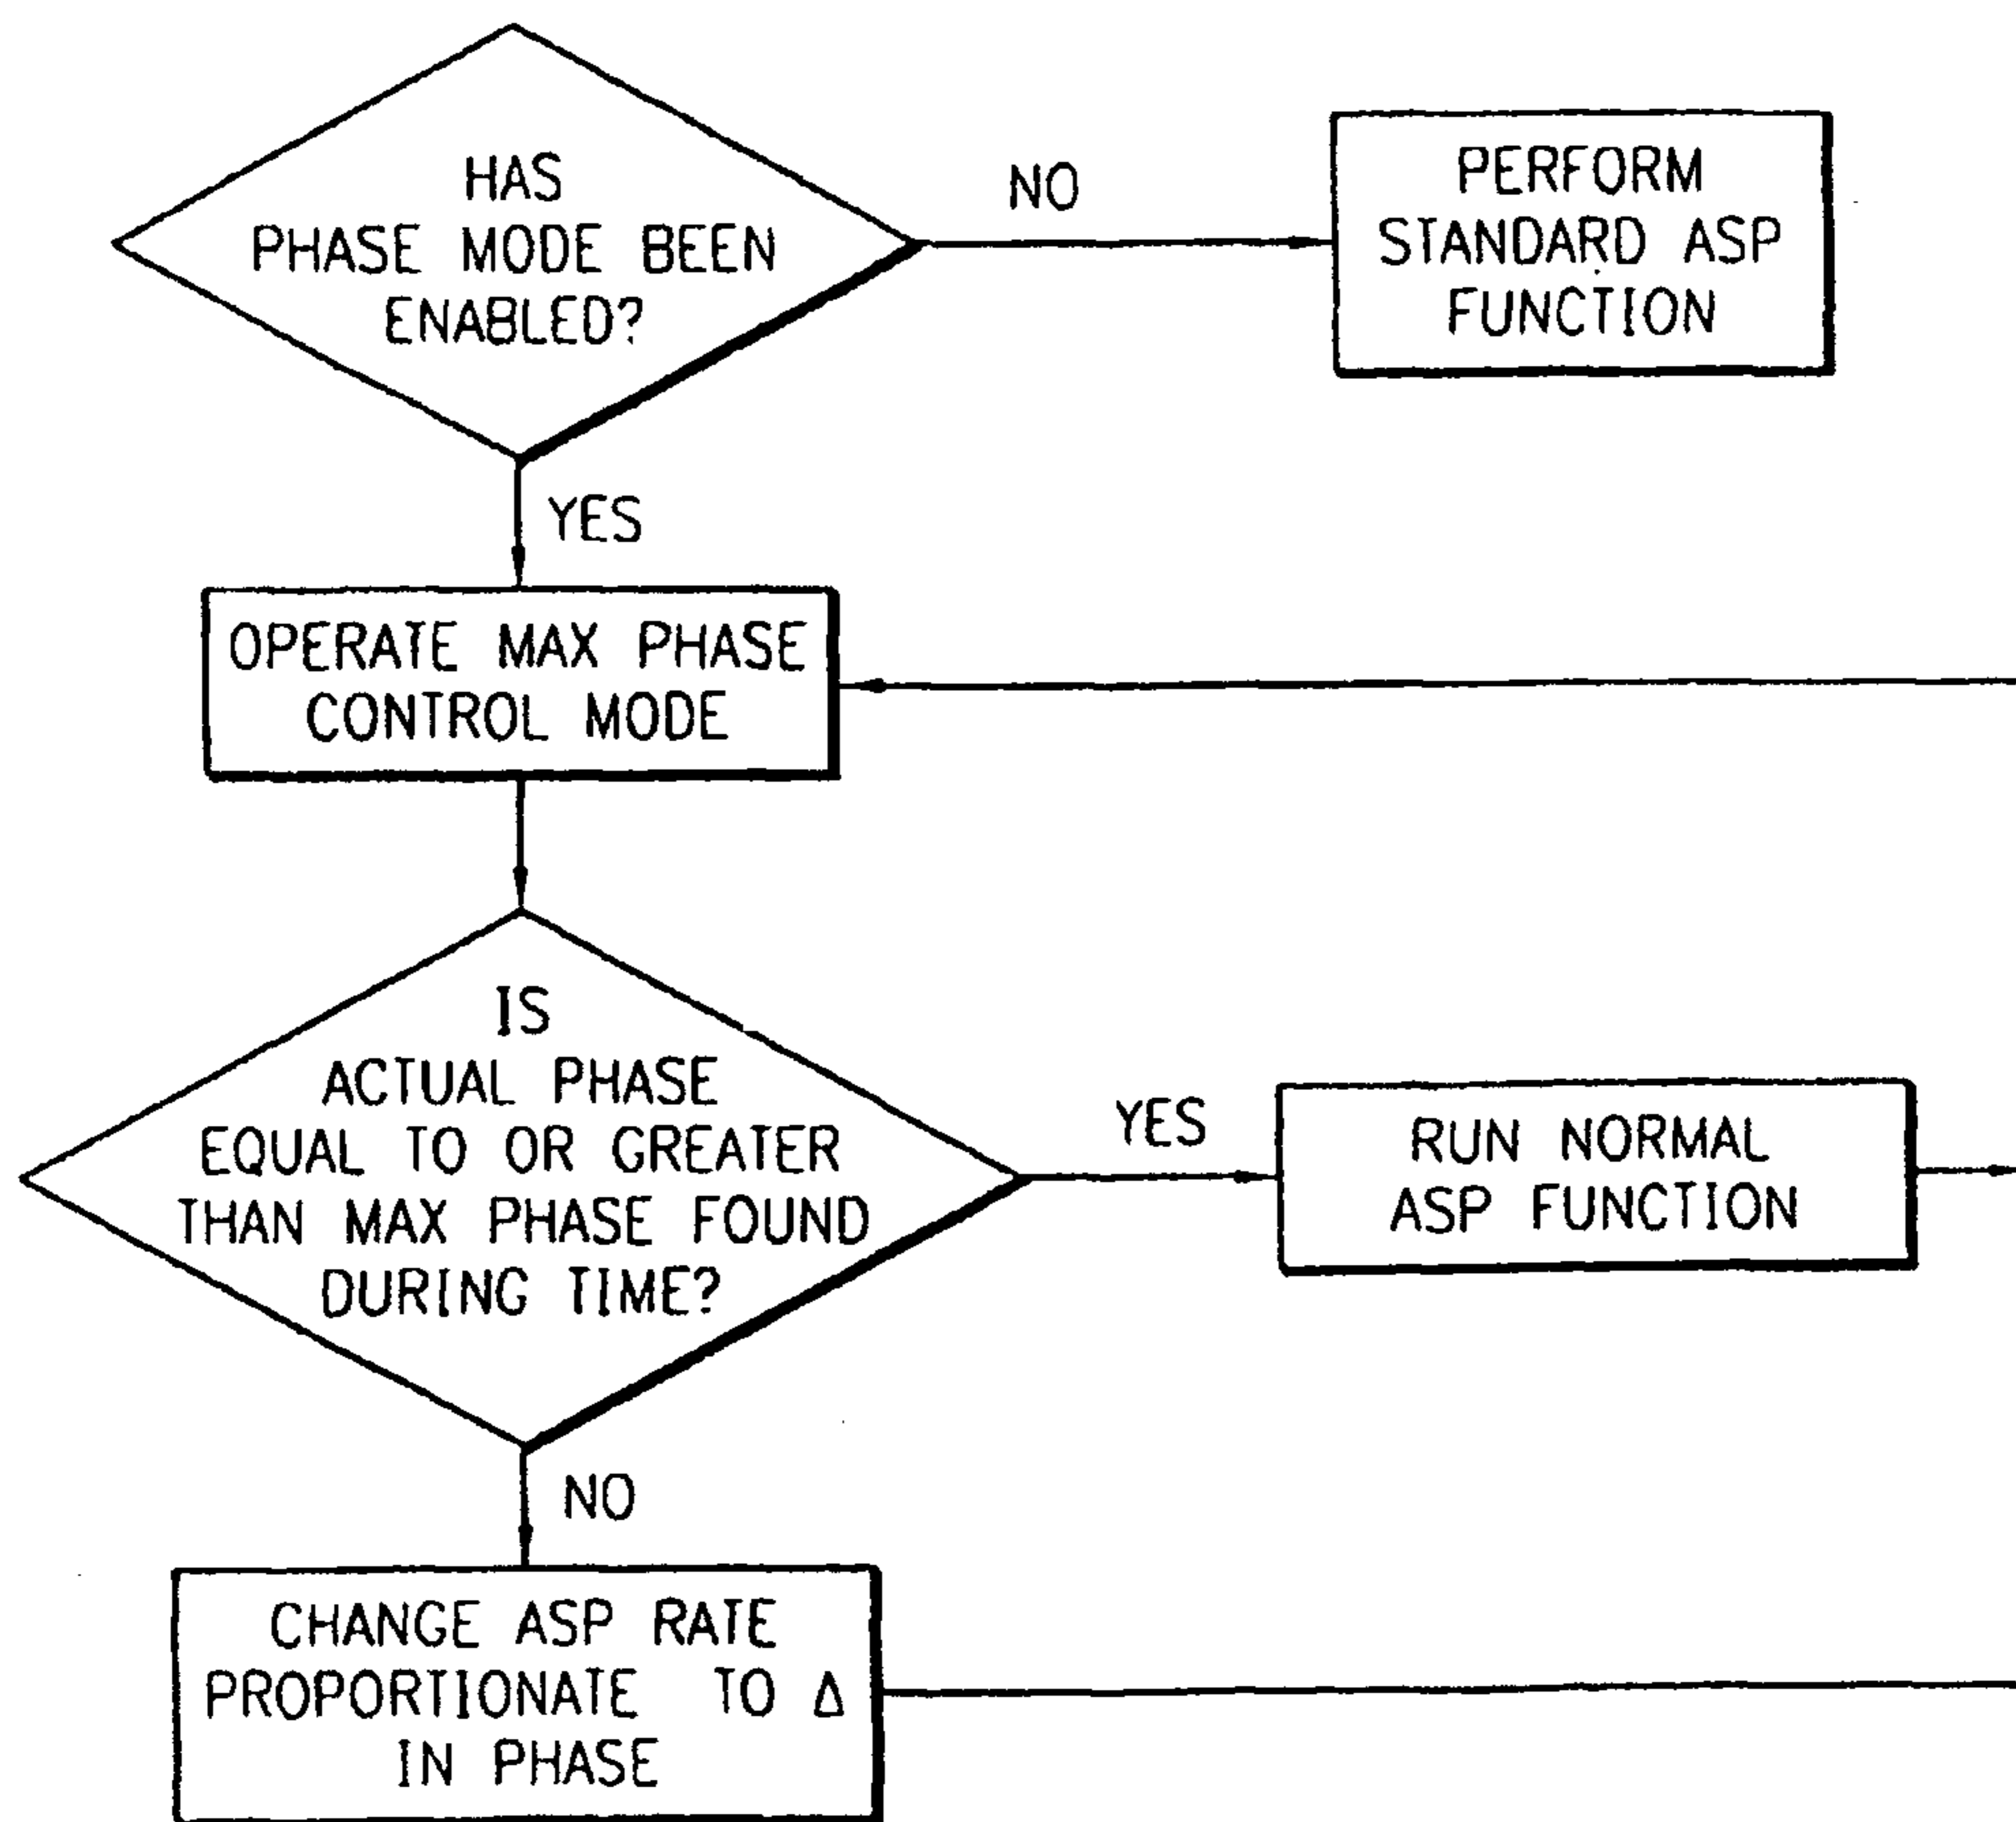 HAS
PHASE MODE BEEN
ENABLED?
NO
PERFORM
STANDARD ASP
FUNCTION
YES
OPERATE MAX PHASE
CONTROL MODE
IS
ACTUAL PHASE
EQUAL TO OR GREATER
THAN MAX PHASE FOUND
DURING TIME?
YES
RUN NORMAL
ASP FUNCTION
NO
CHANGE ASP RATE
PROPORTIONATE TO Δ
IN PHASE